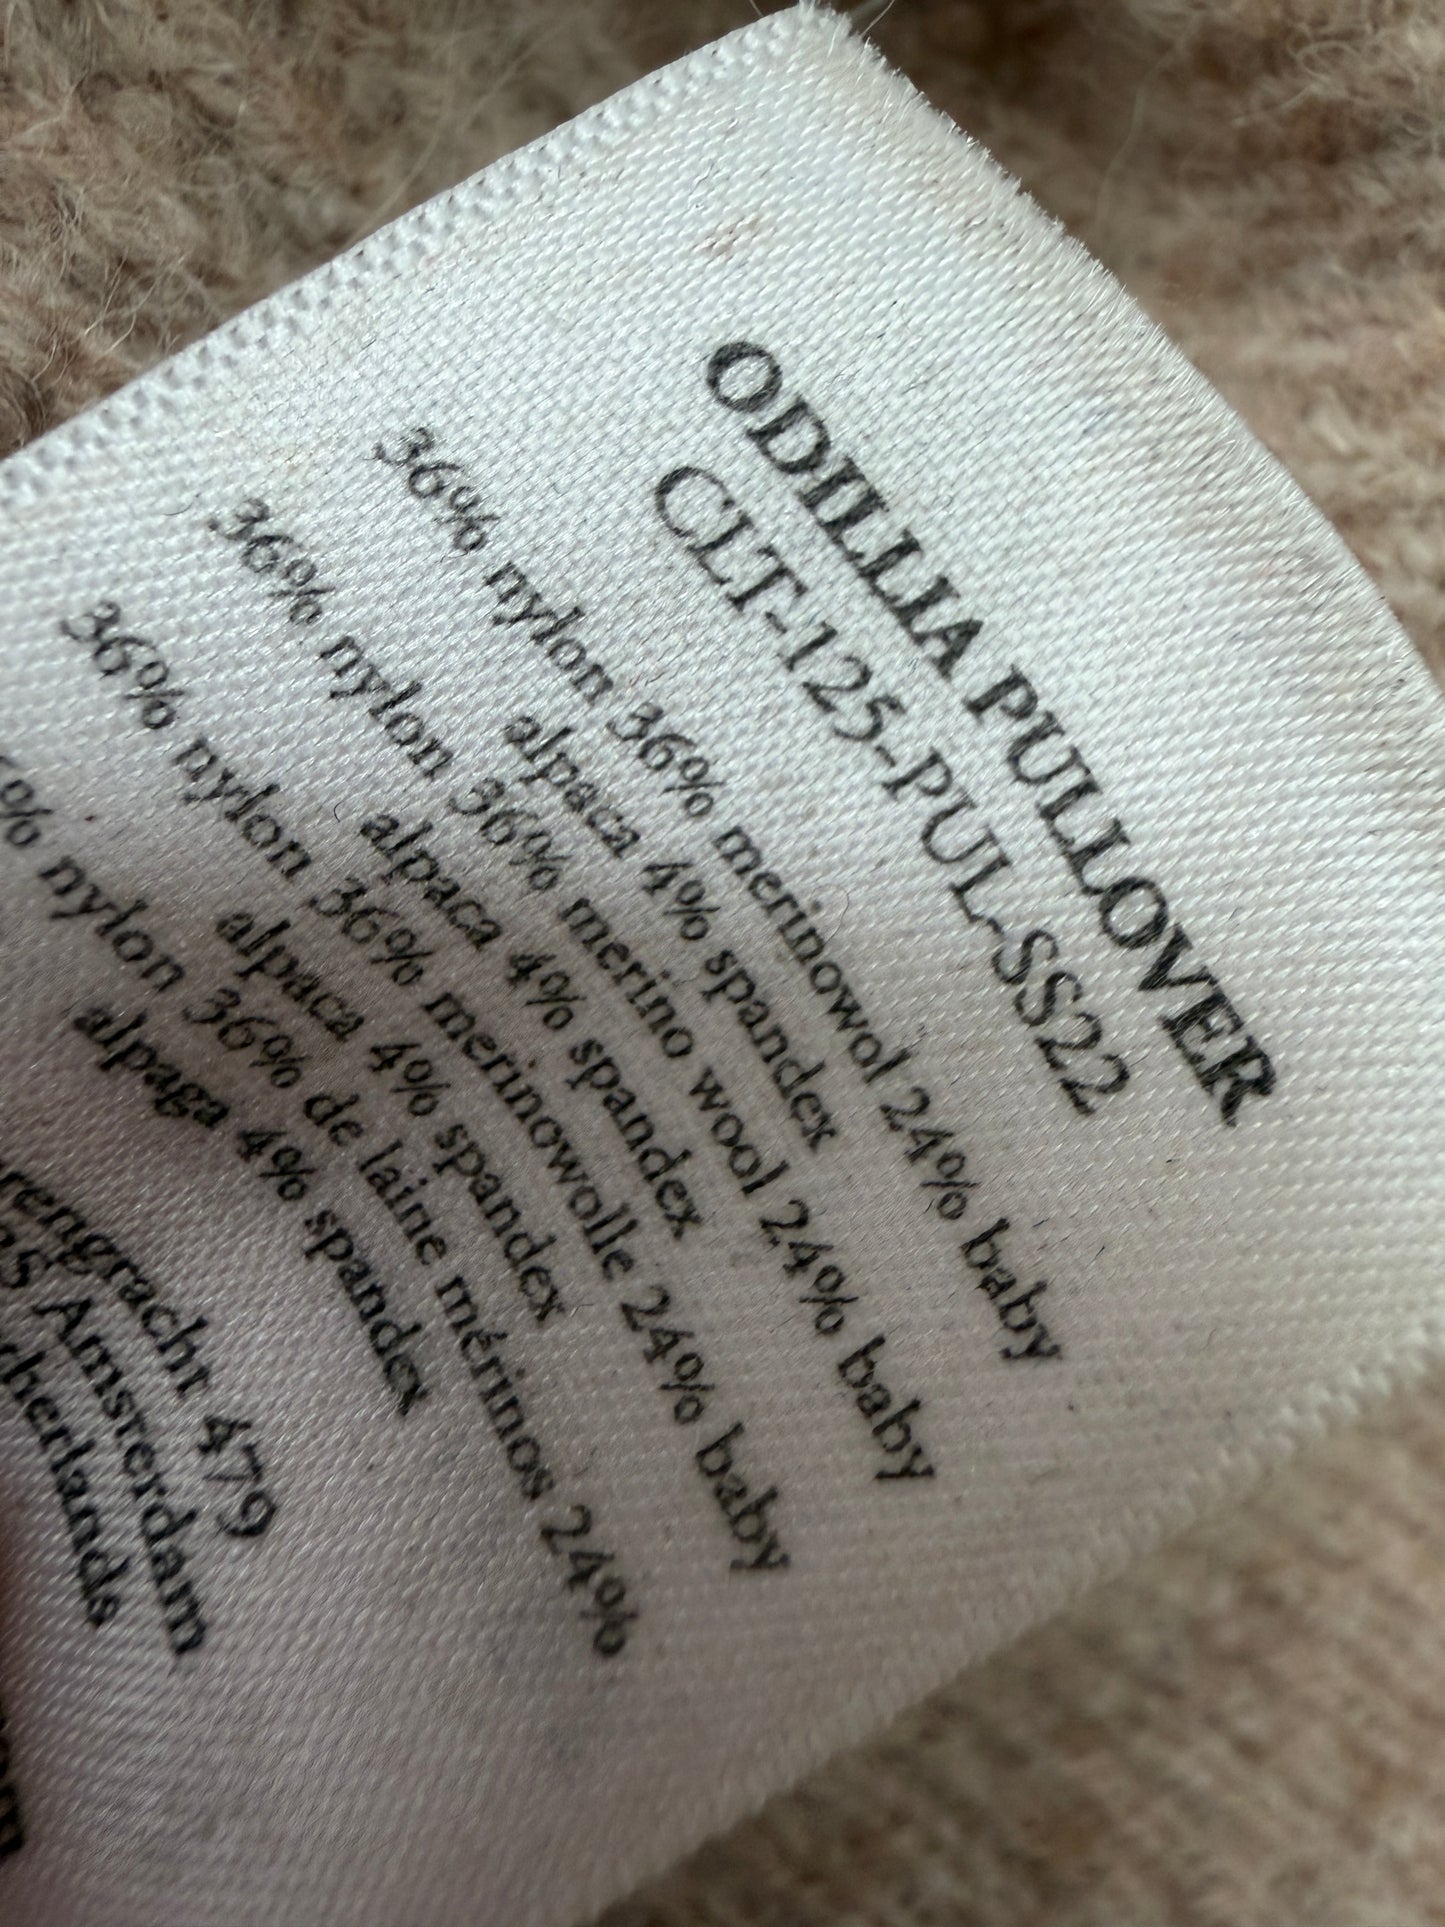 ODILLIA PULLOVER
CLT-125-PUL-SS22
36% nylon 36% merinowol 24% baby
alpaca 4% spandex
36% nylon 36% merino wool 24% baby
alpaca 4% spandex
36% nylon 36% merinowolle 24% baby
alpaca 4% spandex
% nylon 36% de laine mérinos 24%
alpaga 4% spandex
rengracht 479
Amsterdam
herlands